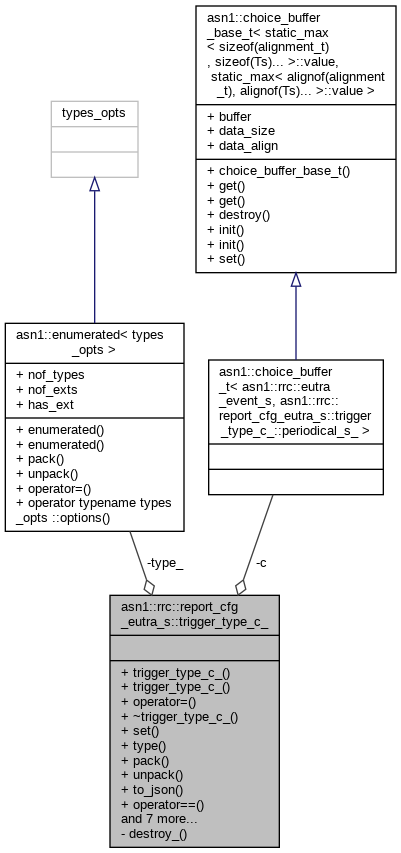 asn1::choice_buffer
_base_t< static_max
< sizeof(alignment_t)
, sizeof(Ts)... >::value,
static_max< alignof(alignment
_t), alignof(Ts)... >::value >
+ buffer
+ data_size
+ data_align
+ choice_buffer_base_t()
+ get()
+ get()
+ destroy()
+ init()
+ init()
+ set()
types_opts
asn1::enumerated< types
_opts >
+ nof_types
+ nof_exts
+ has_ext
+ enumerated()
+ enumerated()
+ pack()
+ unpack()
+ operator=()
+ operator typename types
_opts ::options()
asn1::choice_buffer
_t< asn1::rrc::eutra
_event_s, asn1::rrc::
report_cfg_eutra_s::trigger
_type_c_::periodical_s_ >
-type_
-c
asn1::rrc::report_cfg
_eutra_s::trigger_type_c_
+ trigger_type_c_()
+ trigger_type_c_()
+ operator=()
+ ~trigger_type_c_()
+ set()
+ type()
+ pack()
+ unpack()
+ to_json()
+ operator==()
and 7 more...
- destroy_()